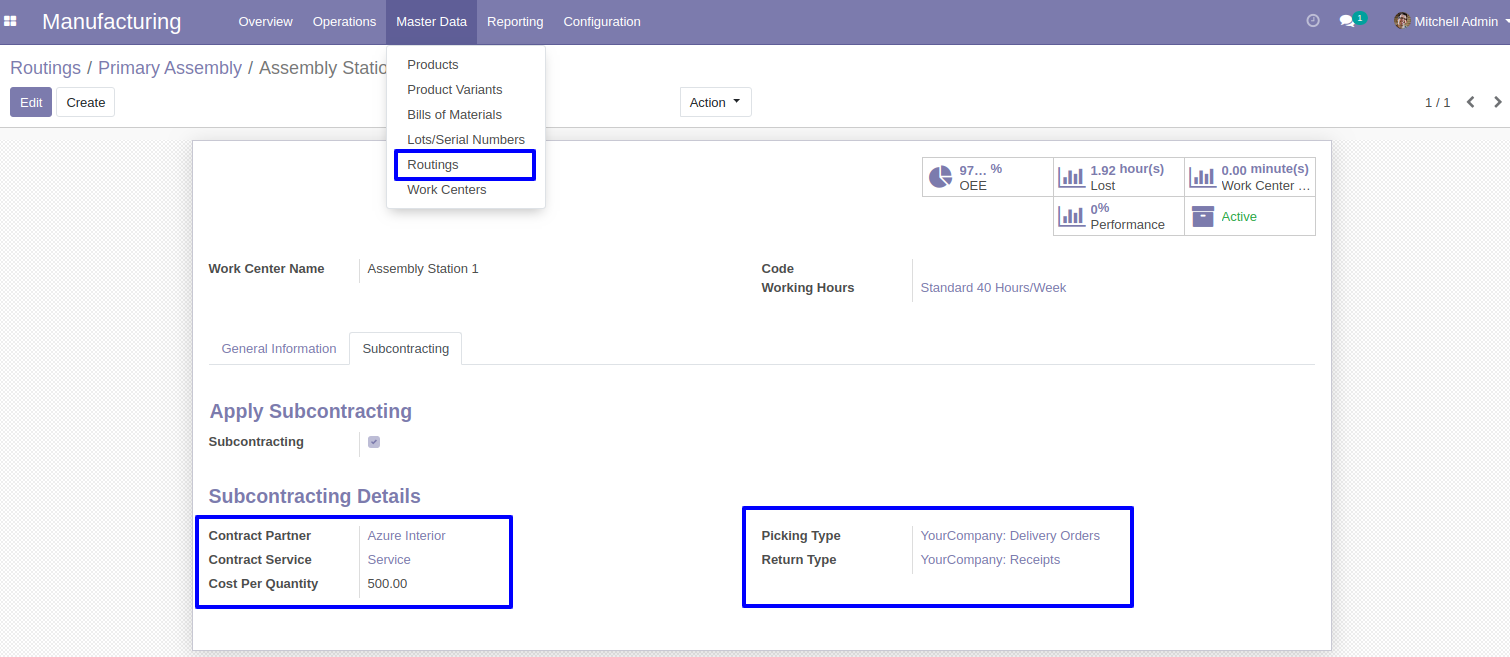 Manufacturing Overview Operations Master Data Reporting Configuration 1 Mitchell Admin
Routings / Primary Assembly / Assembly Statio
Products
Product Variants
Bills of Materials
Lots/Serial Numbers
Routings
Work Centers
Edit Create Action 1 / 1
97... % OEE
1.92 hour(s) Lost
0.00 minute(s) Work Center ...
0% Performance
Active
Work Center Name Assembly Station 1
Code
Working Hours Standard 40 Hours/Week
General Information Subcontracting
Apply Subcontracting
Subcontracting
Subcontracting Details
Contract Partner Azure Interior
Contract Service Service
Cost Per Quantity 500.00
Picking Type YourCompany: Delivery Orders
Return Type YourCompany: Receipts